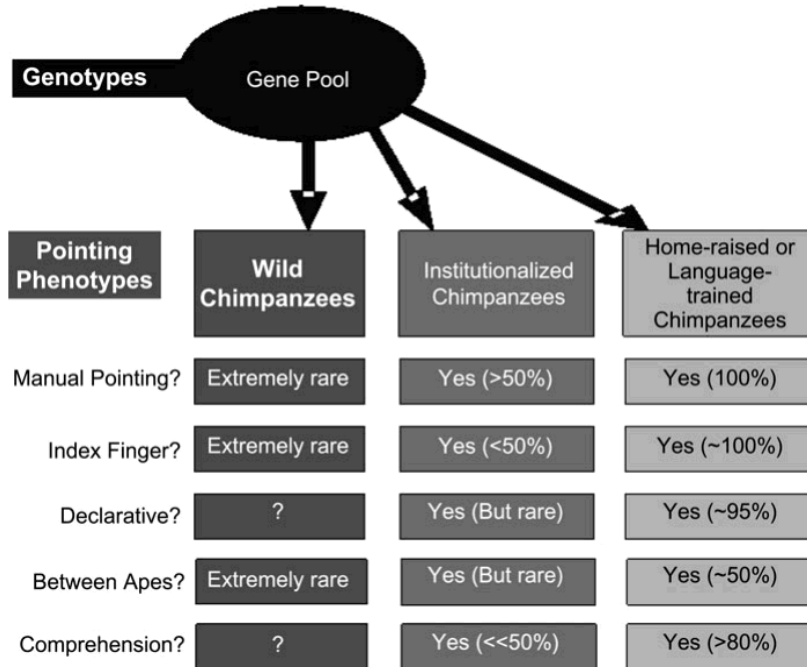 Genotypes
Gene Pool
Pointing
Phenotypes
Wild
Chimpanzees
Institutionalized
Chimpanzees
Home-raised or
Language-
trained
Chimpanzees
Manual Pointing?
Extremely rare
Yes (>50%)
Yes (100%)
Index Finger?
Extremely rare
Yes (<50%)
Yes (~100%)
Declarative?
?
Yes (But rare)
Yes (~95%)
Between Apes?
Extremely rare
Yes (But rare)
Yes (~50%)
Comprehension?
?
Yes (<<50%)
Yes (>80%)